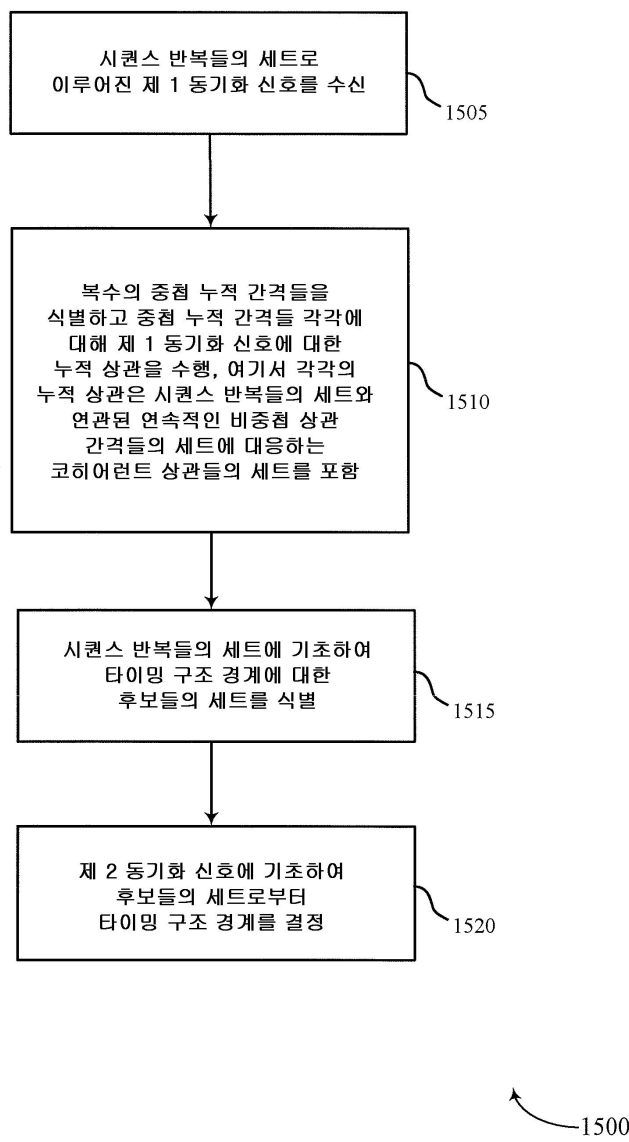 시퀀스 반복들의 세트로
이루어진 제 1 동기화 신호를 수신
1505
복수의 중첩 누적 간격들을
식별하고 중첩 누적 간격들 각각에
대해 제 1 동기화 신호에 대한
누적 상관을 수행, 여기서 각각의
누적 상관은 시퀀스 반복들의 세트와
연관된 연속적인 비중첩 상관
간격들의 세트에 대응하는
코히어런트 상관들의 세트를 포함
1510
시퀀스 반복들의 세트에 기초하여
타이밍 구조 경계에 대한
후보들의 세트를 식별
1515
제 2 동기화 신호에 기초하여
후보들의 세트로부터
타이밍 구조 경계를 결정
1520
1500